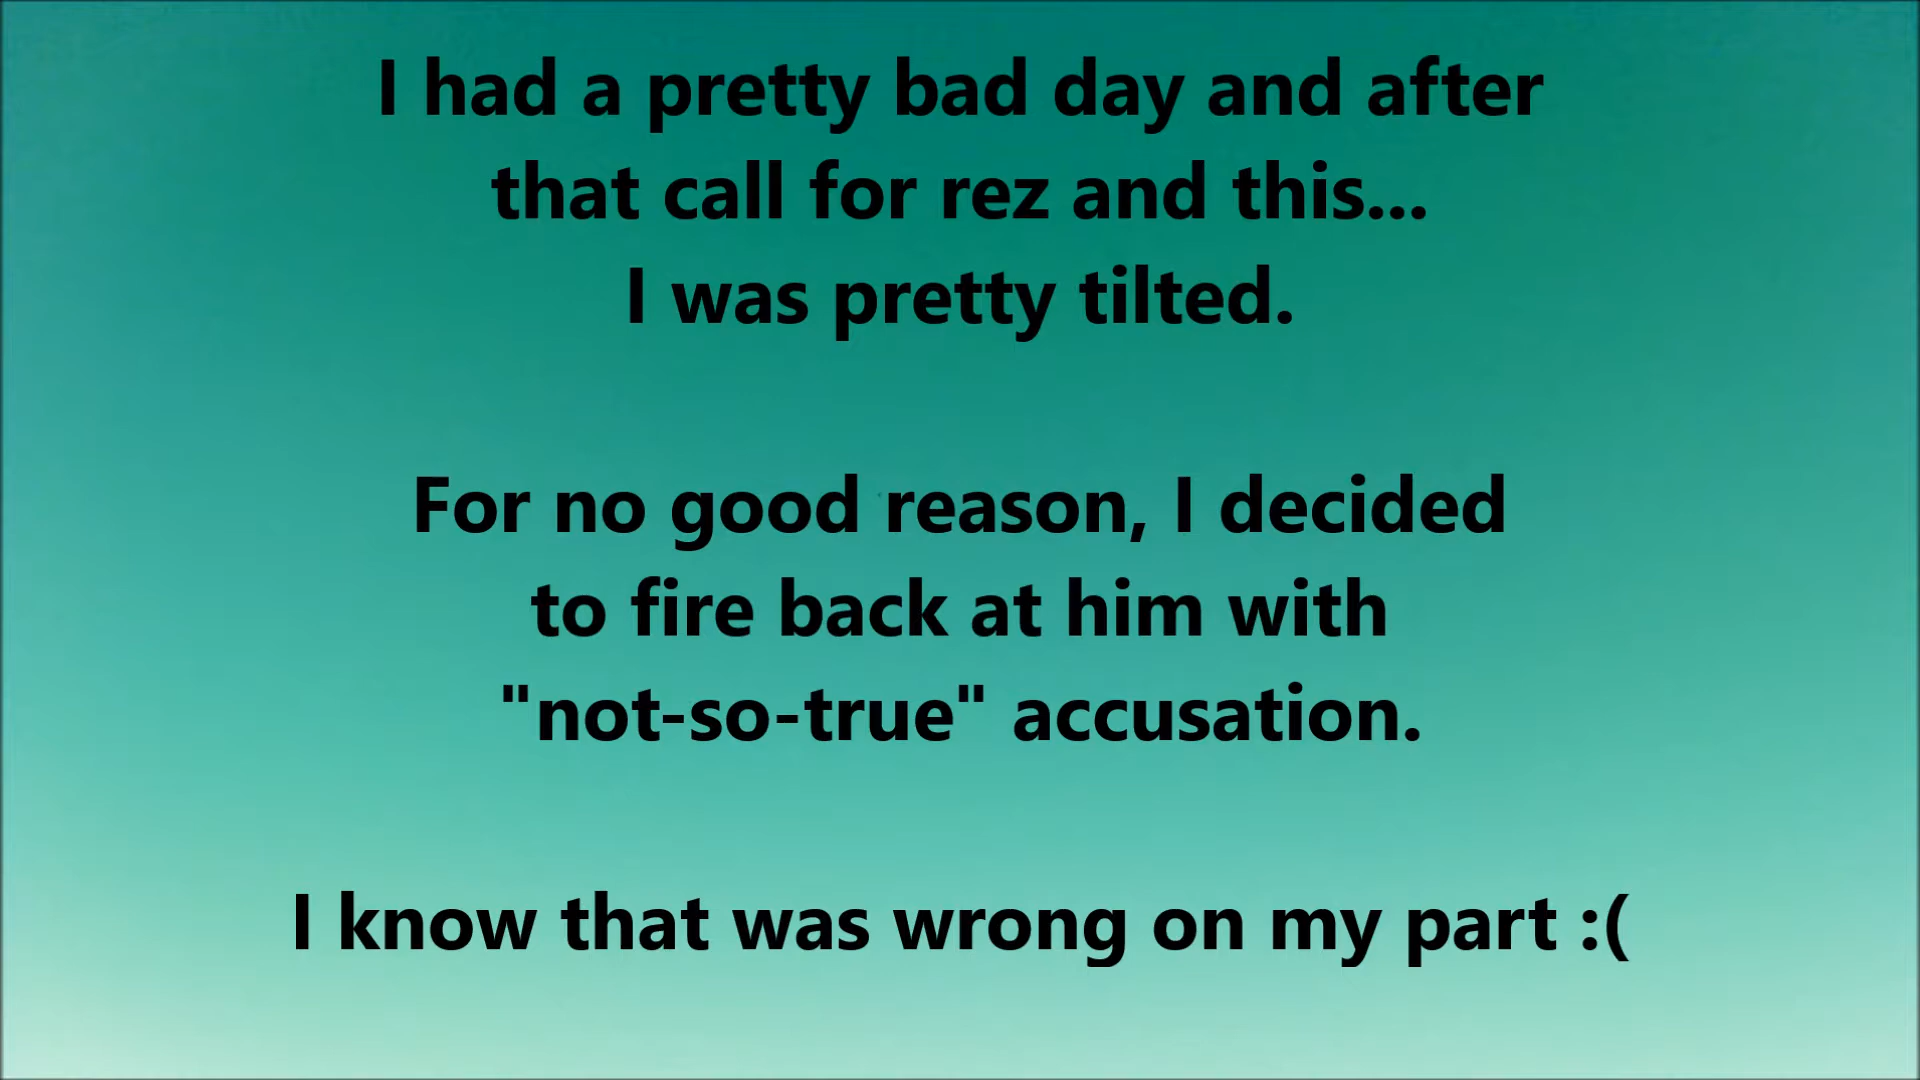 I had a pretty bad day and after
that call for rez and this...
I was pretty tilted.
For no good reason, I decided
to fire back at him with
"not-so-true" accusation.
I know that was wrong on my part :(